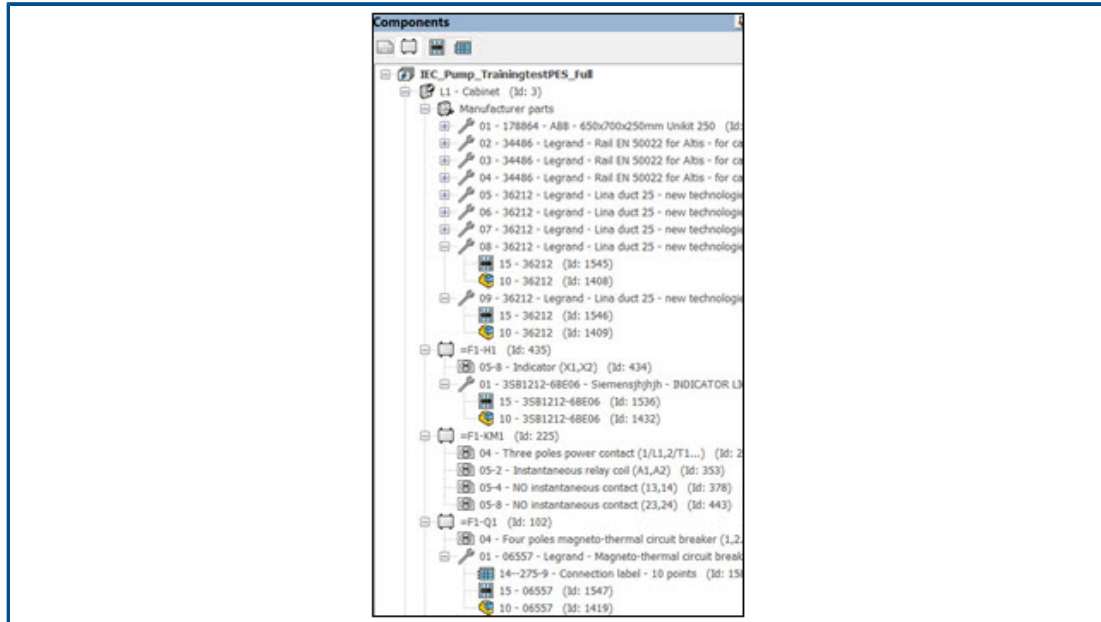 Components
IEC_Pump_TrainingtestPES_Full
L1 - Cabinet (Id: 3)
Manufacturer parts
01 - 178864 - ABB - 650x700x250mm Unikit 250 (Id:
02 - 34486 - Legrand - Rail EN 50022 for Altis - for ca
03 - 34486 - Legrand - Rail EN 50022 for Altis - for ca
04 - 34486 - Legrand - Rail EN 50022 for Altis - for ca
05 - 36212 - Legrand - Lina duct 25 - new technologie
06 - 36212 - Legrand - Lina duct 25 - new technologie
07 - 36212 - Legrand - Lina duct 25 - new technologie
08 - 36212 - Legrand - Lina duct 25 - new technologie
15 - 36212 (Id: 1545)
10 - 36212 (Id: 1408)
09 - 36212 - Legrand - Lina duct 25 - new technologie
15 - 36212 (Id: 1546)
10 - 36212 (Id: 1409)
=F1-H1 (Id: 435)
05-8 - Indicator (X1,X2) (Id: 434)
01 - 3SB1212-6BE06 - Siemensjhjhjh - INDICATOR LI
15 - 3SB1212-6BE06 (Id: 1536)
10 - 3SB1212-6BE06 (Id: 1432)
=F1-KM1 (Id: 225)
04 - Three poles power contact (1/L1,2/T1...) (Id: 2
05-2 - Instantaneous relay coil (A1,A2) (Id: 353)
05-4 - NO instantaneous contact (13,14) (Id: 378)
05-8 - NO instantaneous contact (23,24) (Id: 443)
=F1-Q1 (Id: 102)
04 - Four poles magneto-thermal circuit breaker (1,2.
01 - 06557 - Legrand - Magneto-thermal circuit break
14--275-9 - Connection label - 10 points (Id: 158
15 - 06557 (Id: 1547)
10 - 06557 (Id: 1419)